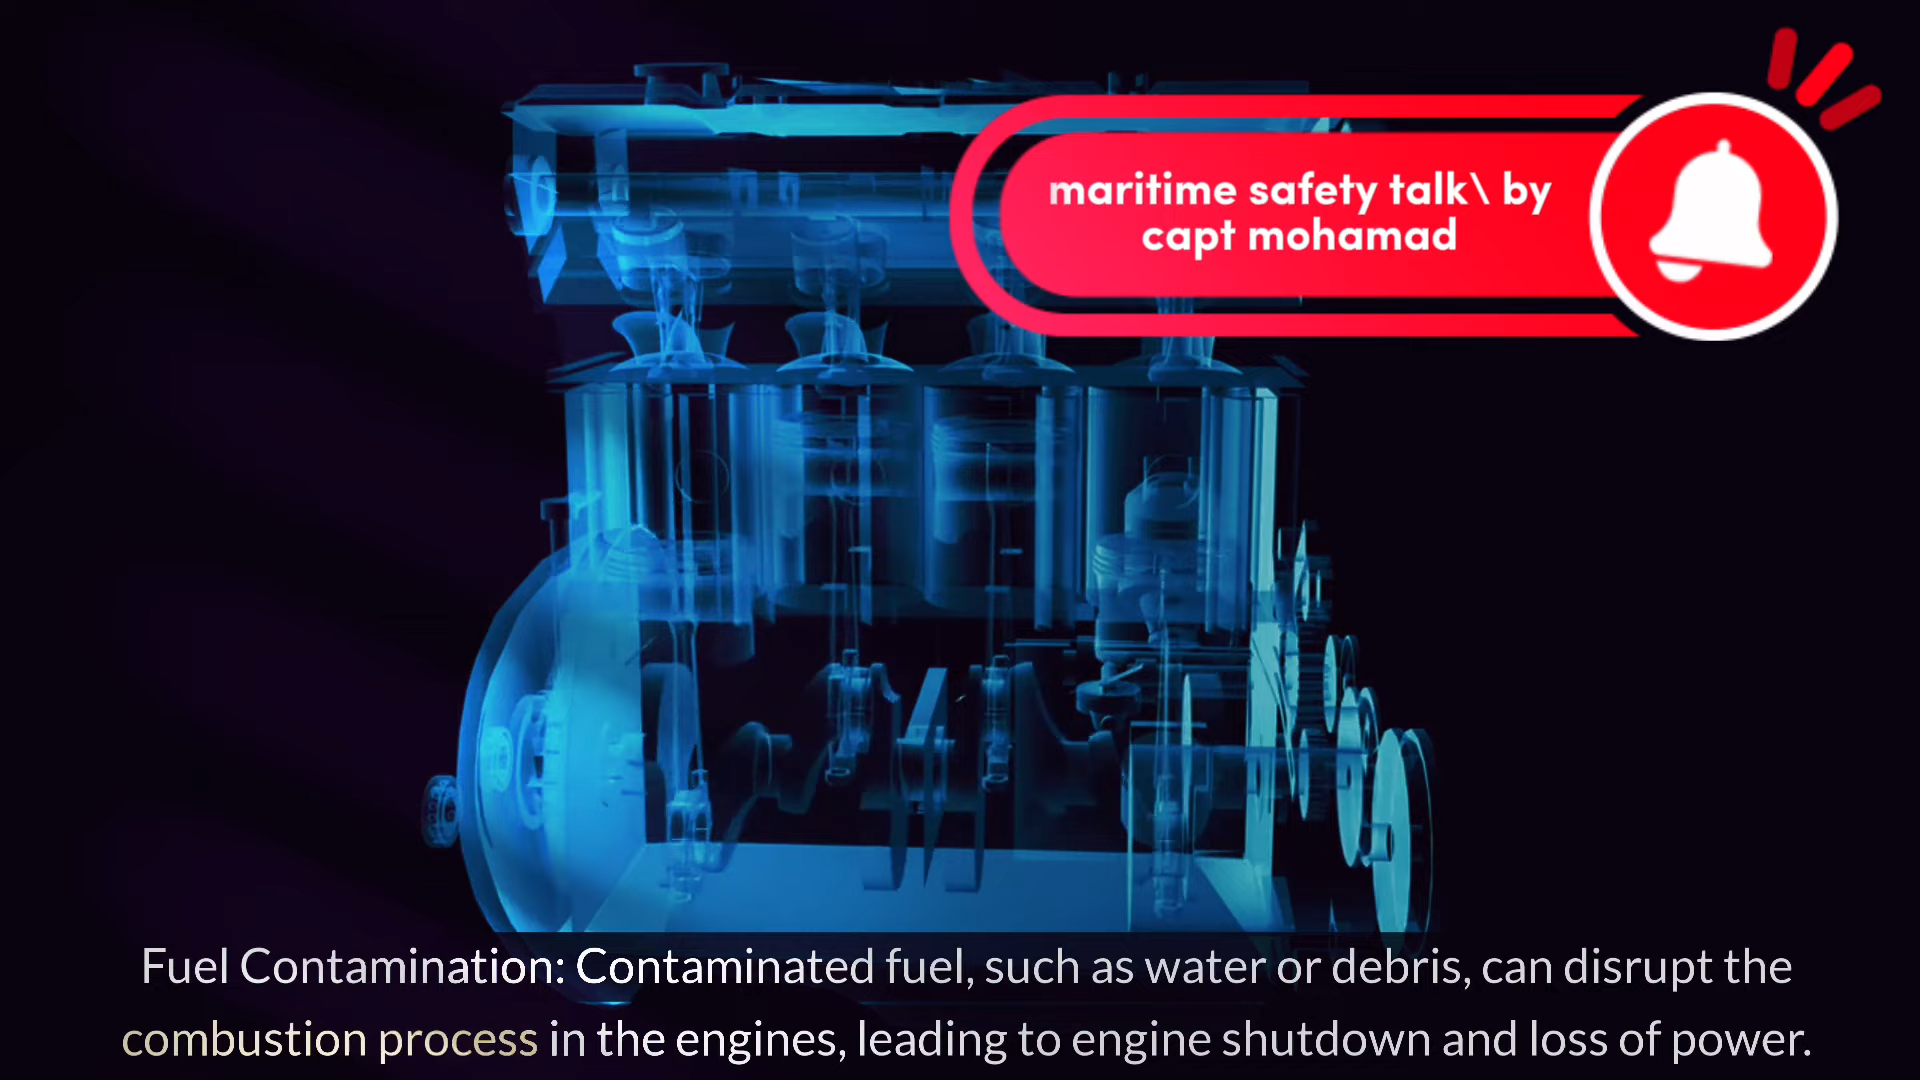 maritime safety talk\ by
capt mohamad
Fuel Contamination: Contaminated fuel, such as water or debris, can disrupt the
combustion process in the engines, leading to engine shutdown and loss of power.